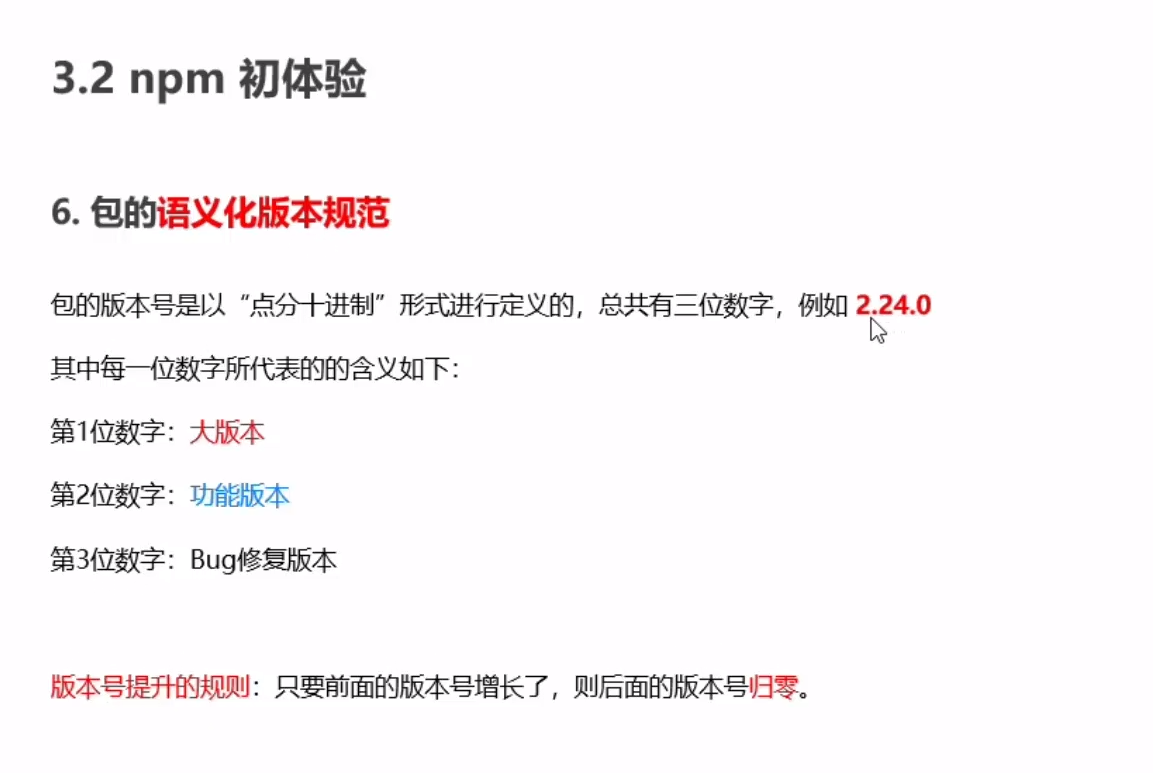 3.2 npm 初体验
6. 包的语义化版本规范
包的版本号是以“点分十进制”形式进行定义的，总共有三位数字，例如 2.24.0
其中每一位数字所代表的的含义如下：
第1位数字：大版本
第2位数字：功能版本
第3位数字：Bug修复版本
版本号提升的规则：只要前面的版本号增长了，则后面的版本号归零。